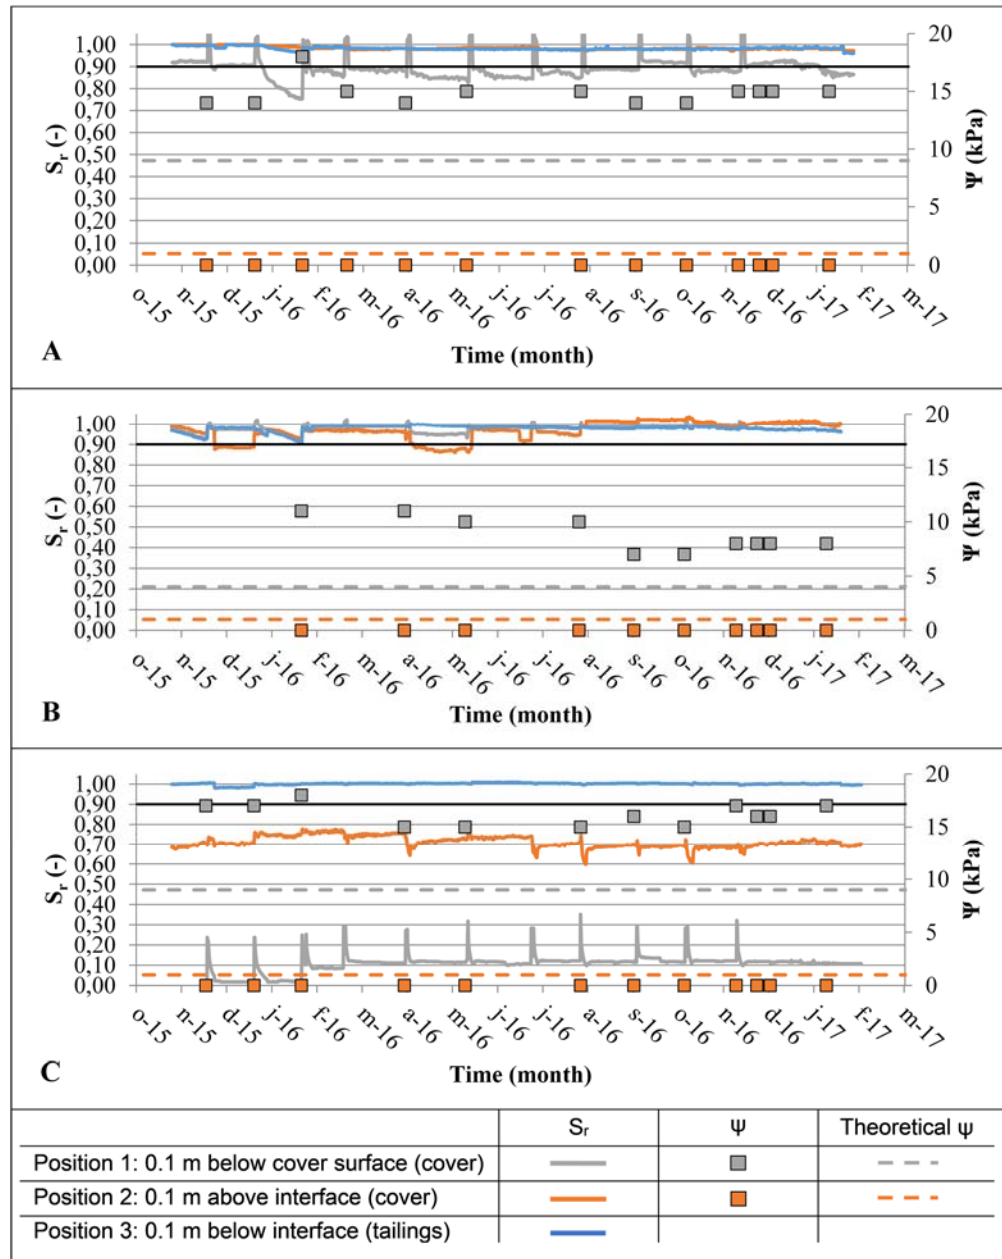 1,00
0,90
0,80
0,70
0,60
0,50
0,40
0,30
0,20
0,10
0,00
Sr (-)
20
15
10
5
0
Ψ (kPa)
o-15
n-15
d-15
j-16
f-16
m-16
a-16
m-16
j-16
j-16
a-16
s-16
o-16
n-16
d-16
j-17
f-17
m-17
A
Time (month)
1,00
0,90
0,80
0,70
0,60
0,50
0,40
0,30
0,20
0,10
0,00
Sr (-)
20
15
10
5
0
Ψ (kPa)
o-15
n-15
d-15
j-16
f-16
m-16
a-16
m-16
j-16
j-16
a-16
s-16
o-16
n-16
d-16
j-17
f-17
m-17
B
Time (month)
1,00
0,90
0,80
0,70
0,60
0,50
0,40
0,30
0,20
0,10
0,00
Sr (-)
20
15
10
5
0
Ψ (kPa)
o-15
n-15
d-15
j-16
f-16
m-16
a-16
m-16
j-16
j-16
a-16
s-16
o-16
n-16
d-16
j-17
f-17
m-17
C
Time (month)
Sr ψ Theoretical ψ
Position 1: 0.1 m below cover surface (cover)
Position 2: 0.1 m above interface (cover)
Position 3: 0.1 m below interface (tailings)